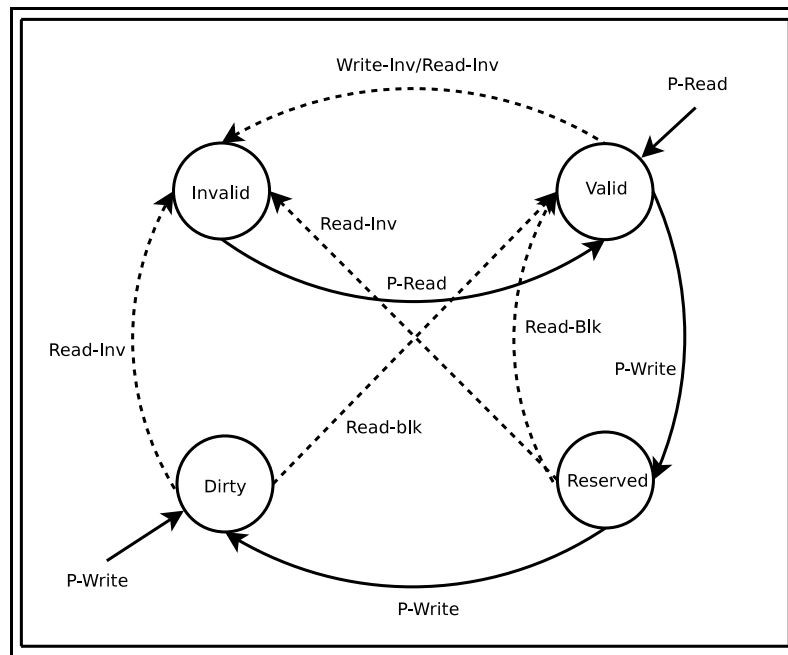 Write-Inv/Read-Inv
P-Read
Invalid
Valid
Read-Inv
P-Read
Read-Blk
Read-Inv
P-Write
Read-blk
Dirty
Reserved
P-Write
P-Write